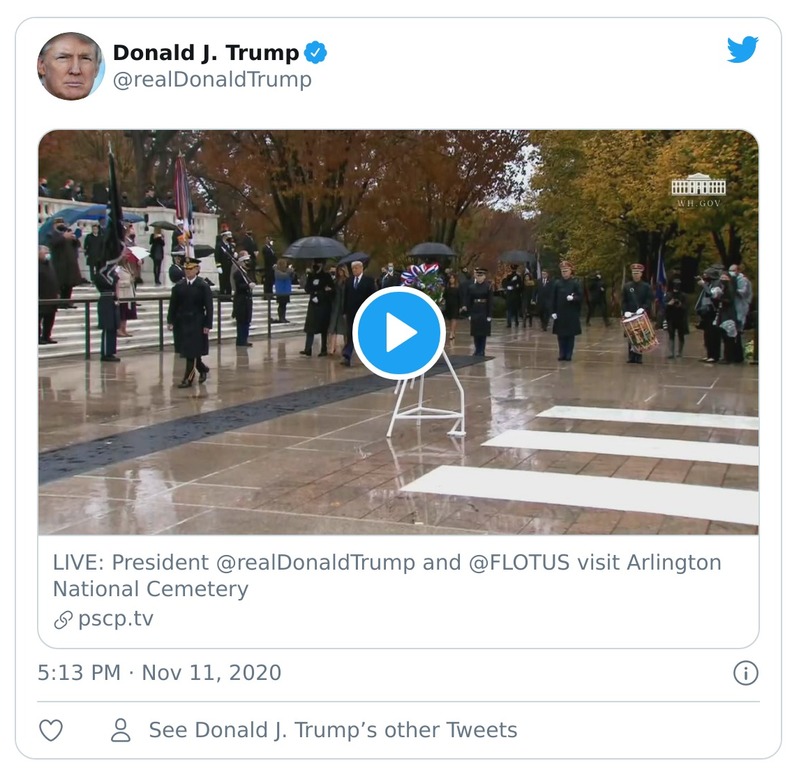 Donald J. Trump
@realDonaldTrump
WH.GOV
LIVE: President @realDonaldTrump and @FLOTUS visit Arlington
National Cemetery
pscp.tv
5:13 PM · Nov 11, 2020
See Donald J. Trump’s other Tweets